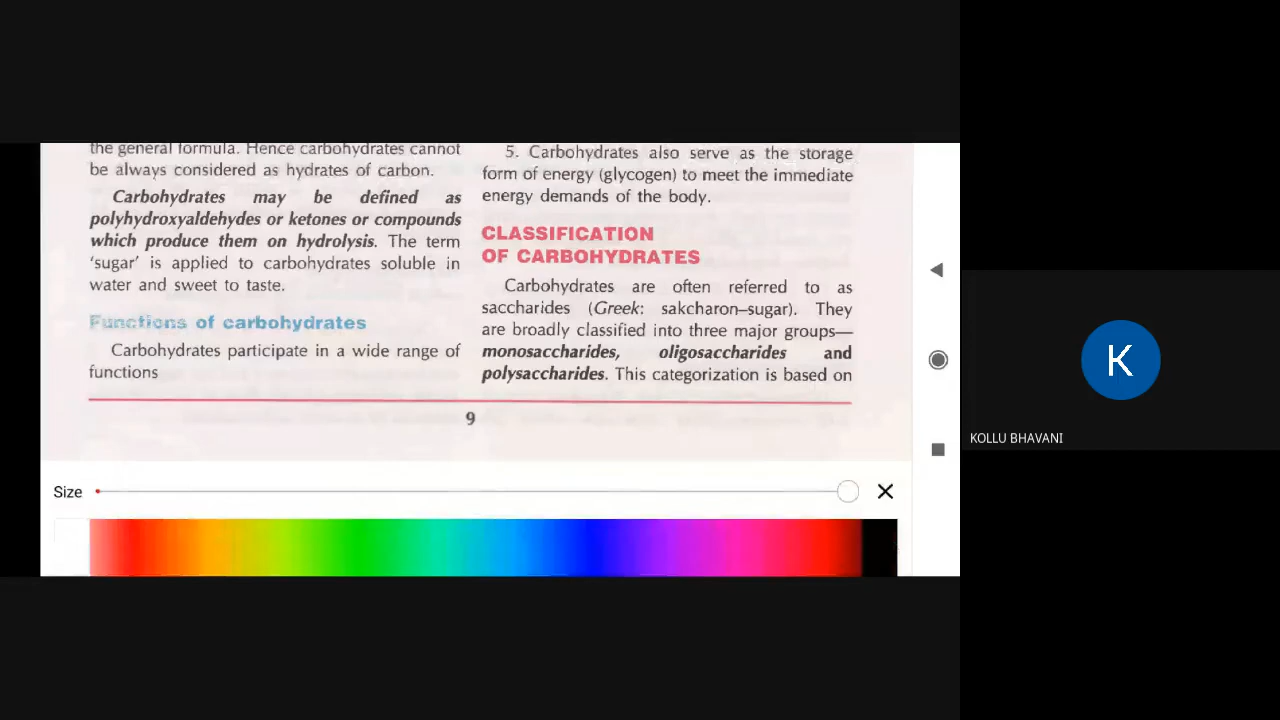 the general formula. Hence carbohydrates cannot
be always considered as hydrates of carbon.
Carbohydrates may be defined as
polyhydroxyaldehydes or ketones or compounds
which produce them on hydrolysis. The term
'sugar' is applied to carbohydrates soluble in
water and sweet to taste.
Functions of carbohydrates
Carbohydrates participate in a wide range of
functions
5. Carbohydrates also serve as the storage
form of energy (glycogen) to meet the immediate
energy demands of the body.
CLASSIFICATION
OF CARBOHYDRATES
Carbohydrates are often referred to as
saccharides (Greek: sakcharon–sugar). They
are broadly classified into three major groups—
monosaccharides, oligosaccharides and
polysaccharides. This categorization is based on
9
Size
K
KOLLU BHAVANI